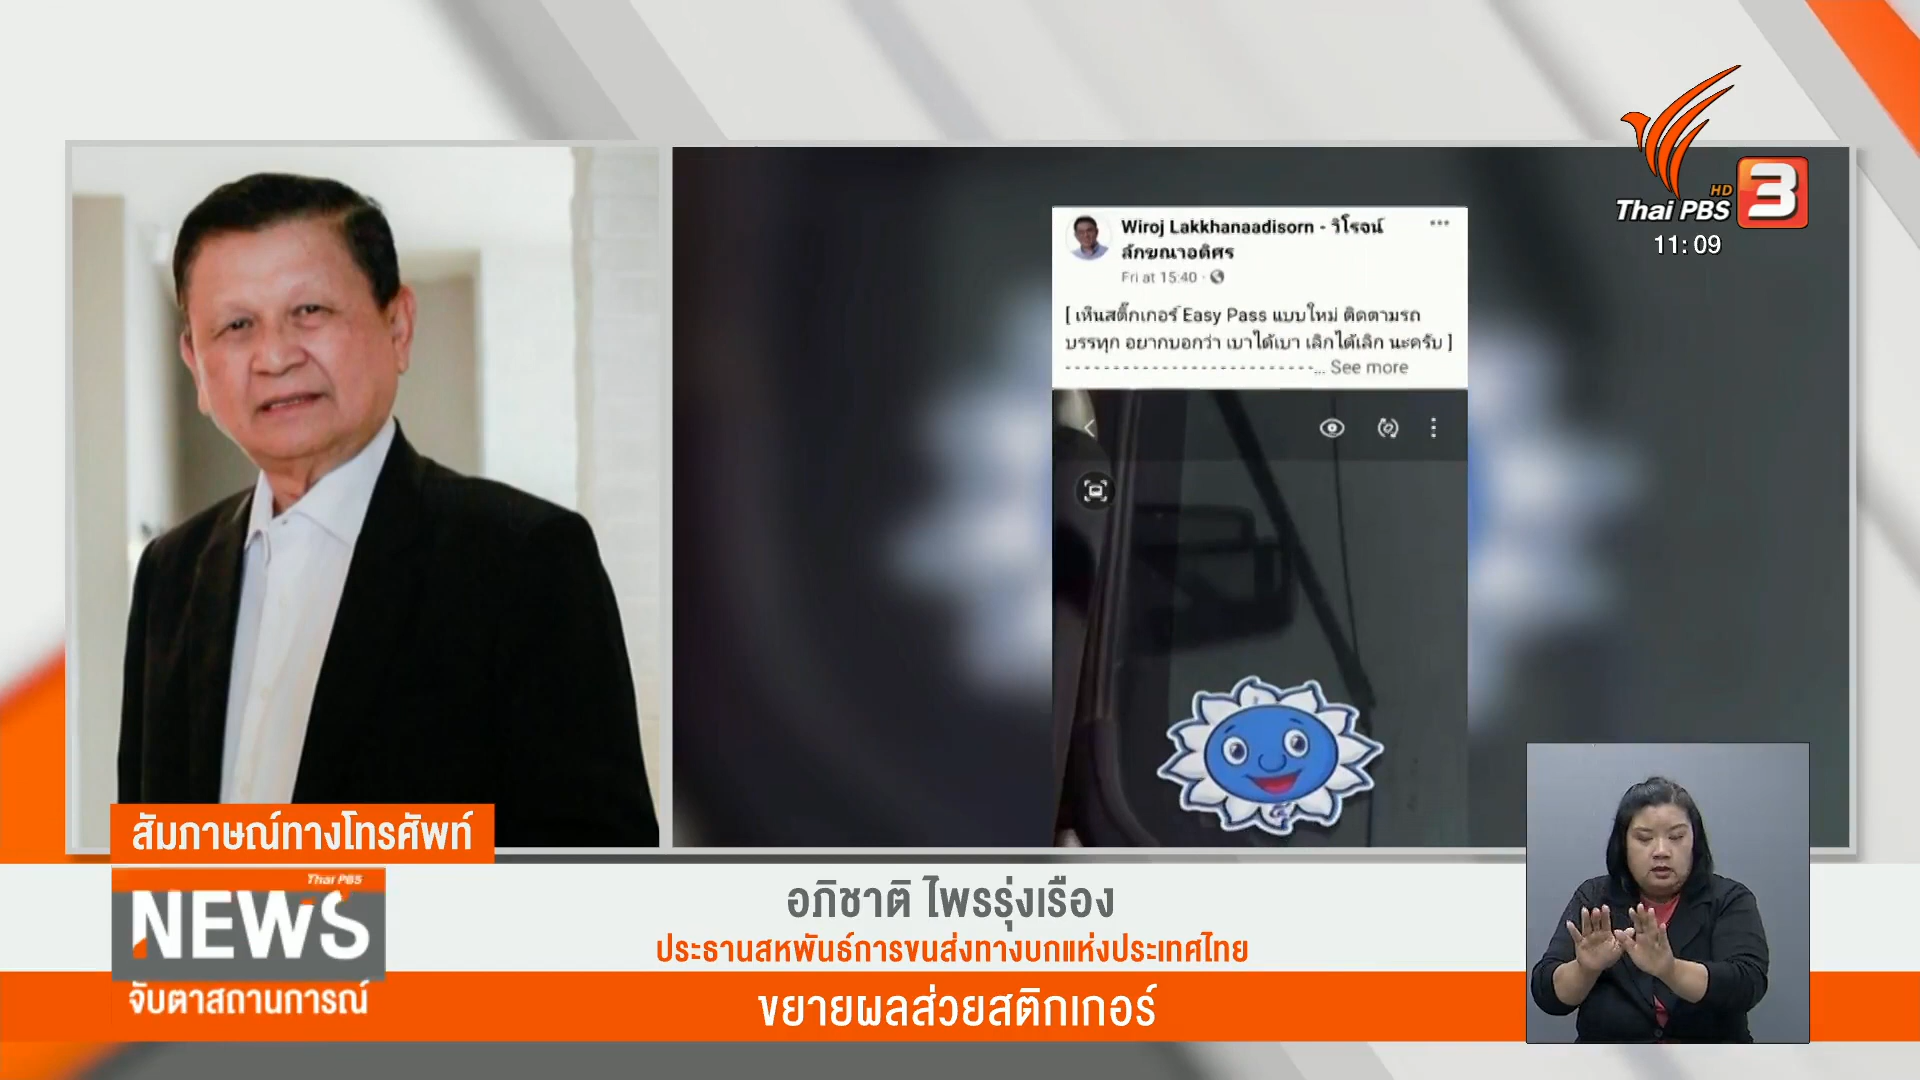 HD
Thai PBS 3
11:09
Wiroj Lakkhanaadisorn - วิโรจน์
ลักขณาอดิศร
Fri at 15:40 ·
[ เห็นสติ๊กเกอร์ Easy Pass แบบใหม่ ติดตามรถ
บรรทุก อยากบอกว่า เบาได้เบา เลิกได้เลิก นะครับ ]
--------------------------... See more
สัมภาษณ์ทางโทรศัพท์
Thai PBS
NEWS
จับตาสถานการณ์
อภิชาติ ไพรรุ่งเรือง
ประธานสหพันธ์การขนส่งทางบกแห่งประเทศไทย
ขยายผลส่วยสติกเกอร์